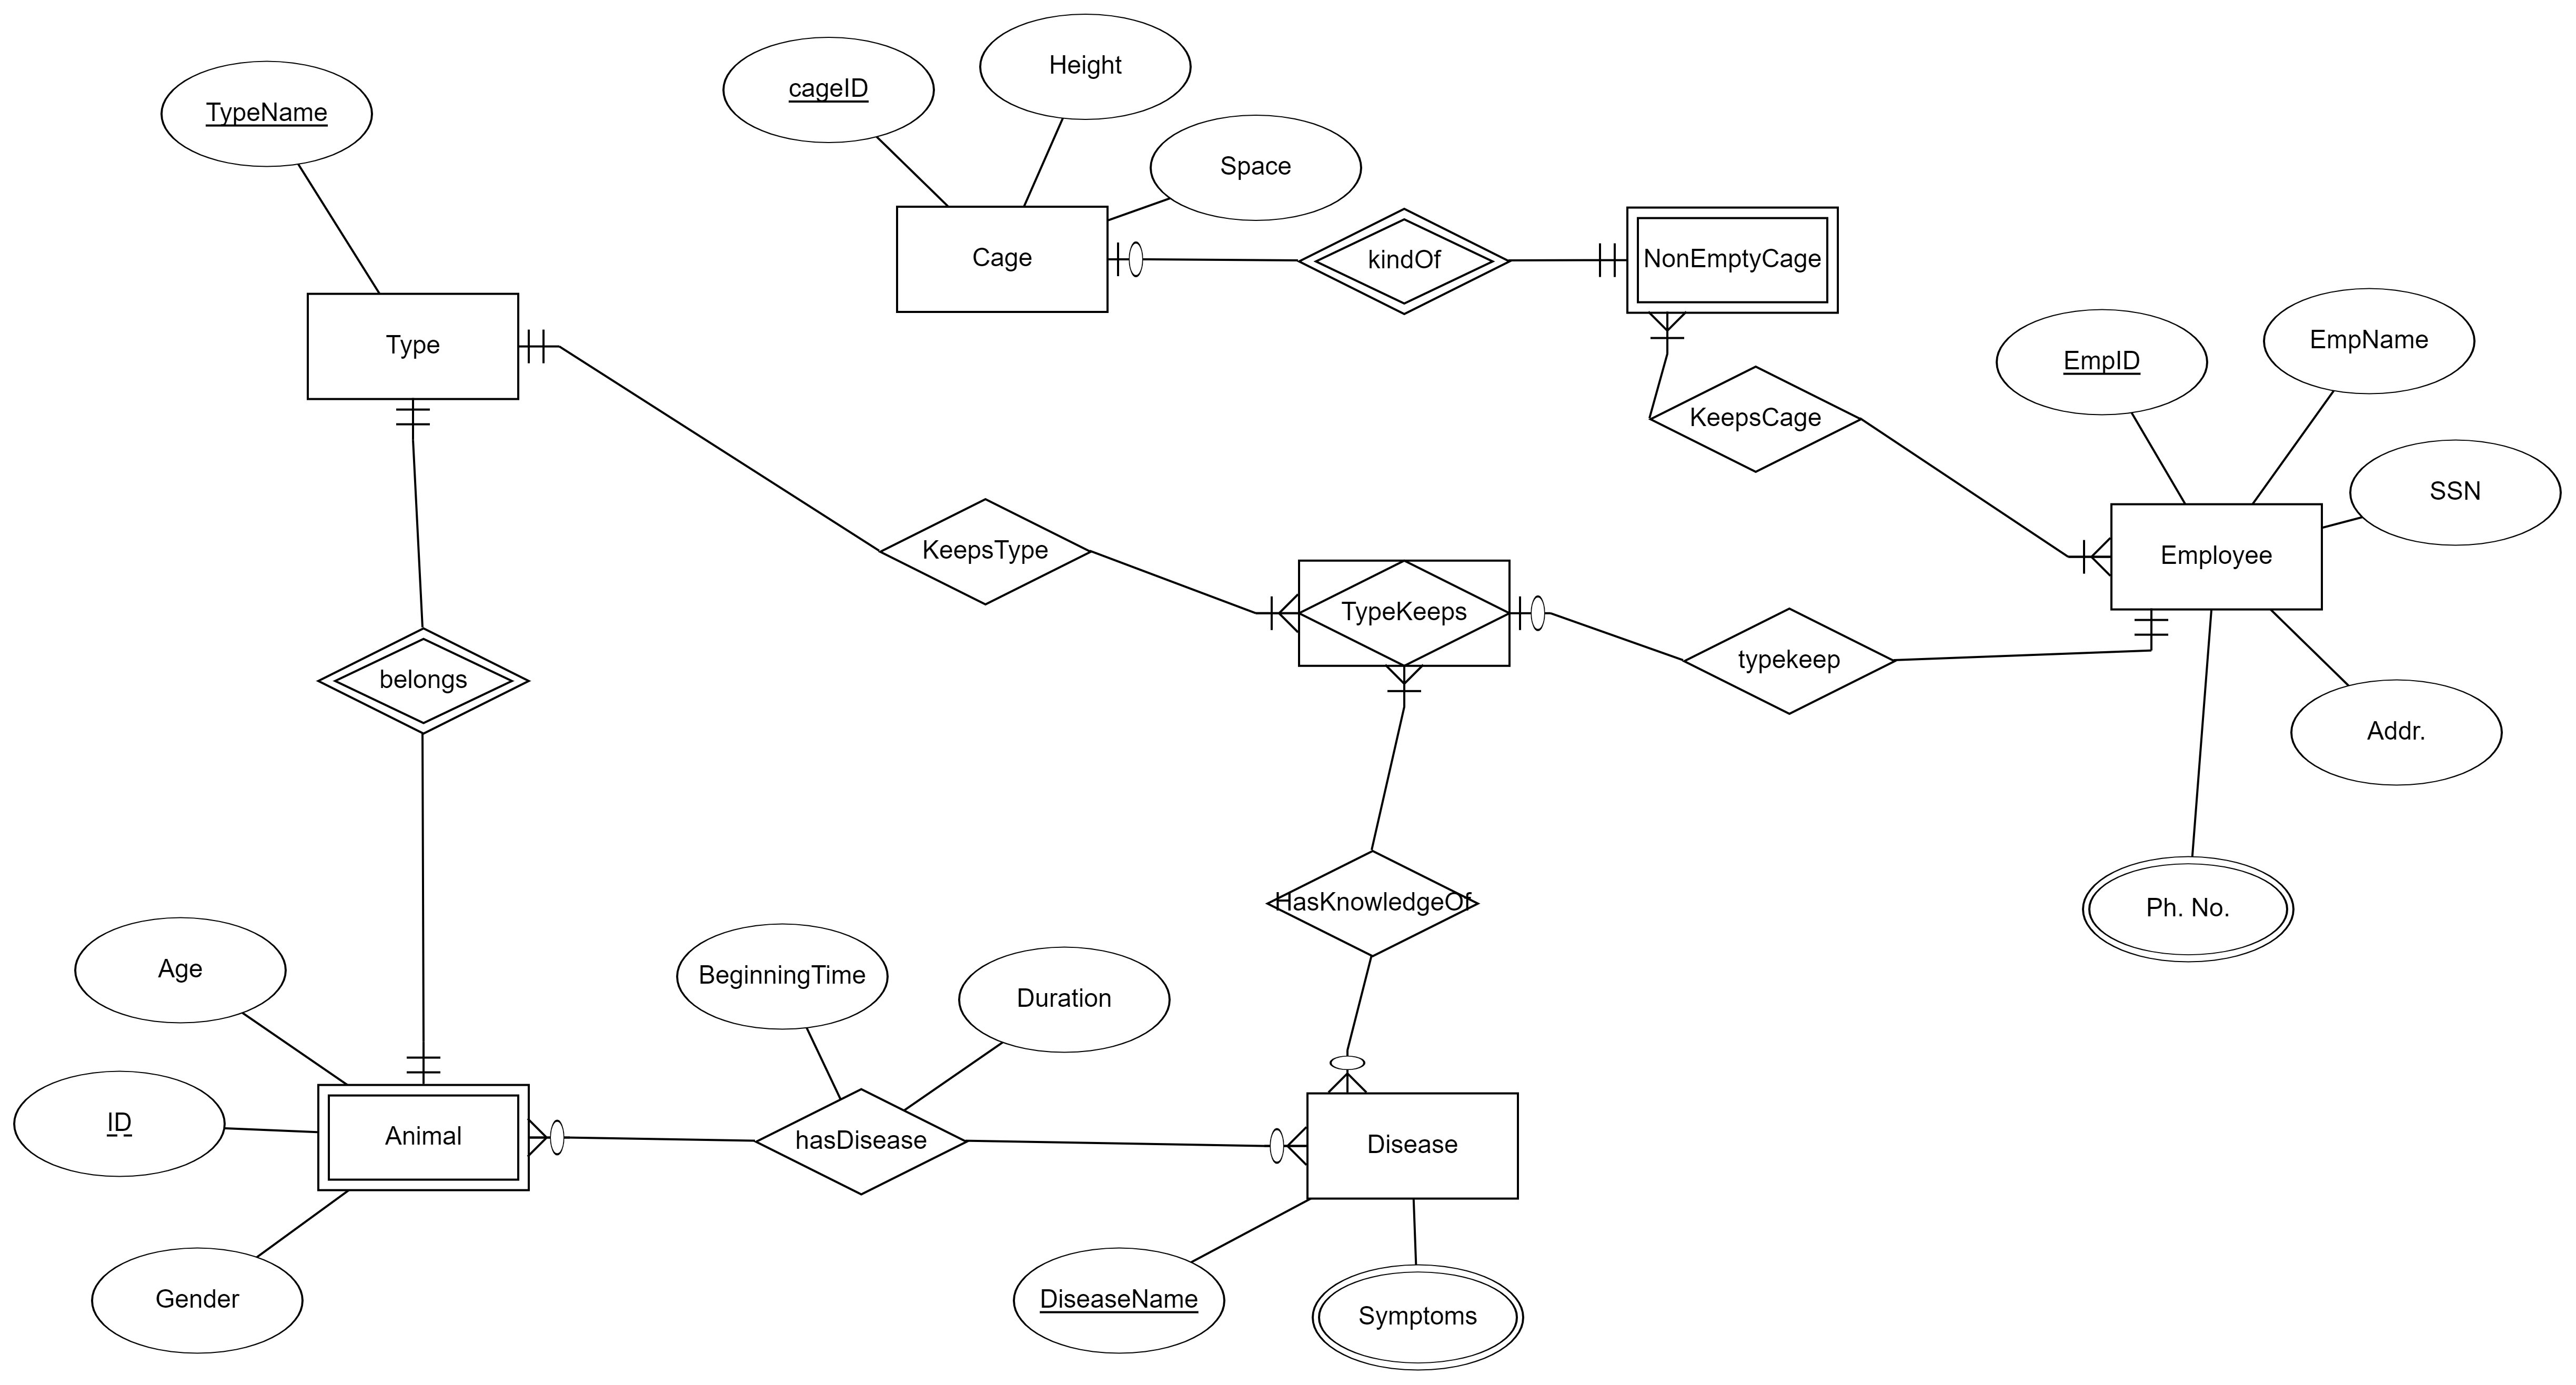 Height
cageID
TypeName
Space
Cage
kindOf
NonEmptyCage
Type
EmpName
EmpID
KeepsCage
SSN
KeepsType
Employee
TypeKeeps
typekeep
belongs
Addr.
HasKnowledgeOf
Ph. No.
Age
BeginningTime
Duration
ID
Animal
hasDisease
Disease
Gender
DiseaseName
Symptoms